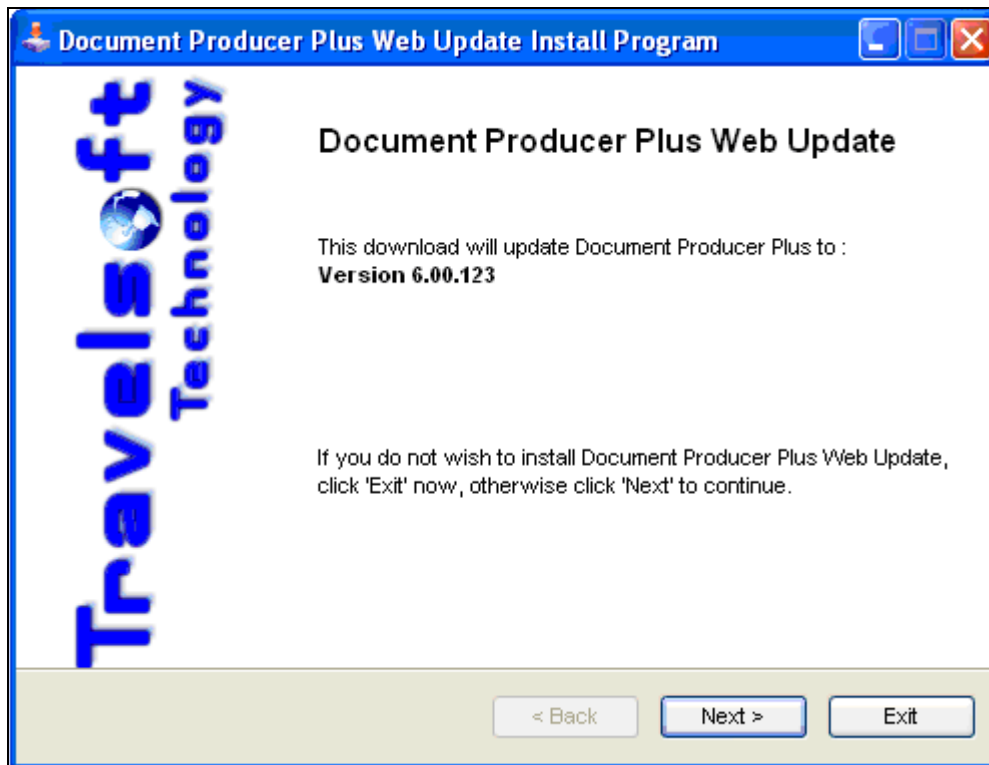 Document Producer Plus Web Update Install Program
Travelsoft
Technology
Document Producer Plus Web Update
This download will update Document Producer Plus to :
Version 6.00.123
If you do not wish to install Document Producer Plus Web Update,
click 'Exit' now, otherwise click 'Next' to continue.
< Back
Next >
Exit